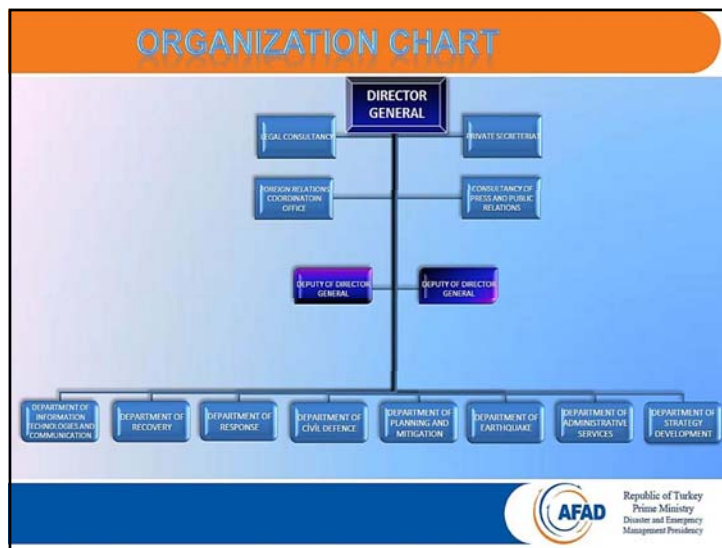 ORGANIZATION CHART
DIRECTOR
GENERAL
LEGAL CONSULTANCY
PRIVATE SECRETERIAT
FOREIGN RELATIONS
COORDINATOIN
OFFICE
CONSULTANCY OF
PRESS AND PUBLIC
RELATIONS
DEPUTY OF DIRECTOR
GENERAL
DEPUTY OF DIRECTOR
GENERAL
DEPARTMENT OF
INFORMATION
TECHNOLOGIES AND
COMMUNICATION
DEPARTMENT OF
RECOVERY
DEPARTMENT OF
RESPONSE
DEPARTMENT OF
CİVİL DEFENCE
DEPARTMENT OF
PLANNING AND
MITIGATION
DEPARTMENT OF
EARTHQUAKE
DEPARTMENT OF
ADMINISTRATIVE
SERVICES
DEPARTMENT OF
STRATEGY
DEVELOPMENT
AFAD
Republic of Turkey
Prime Ministry
Disaster and Emergency
Management Presidency